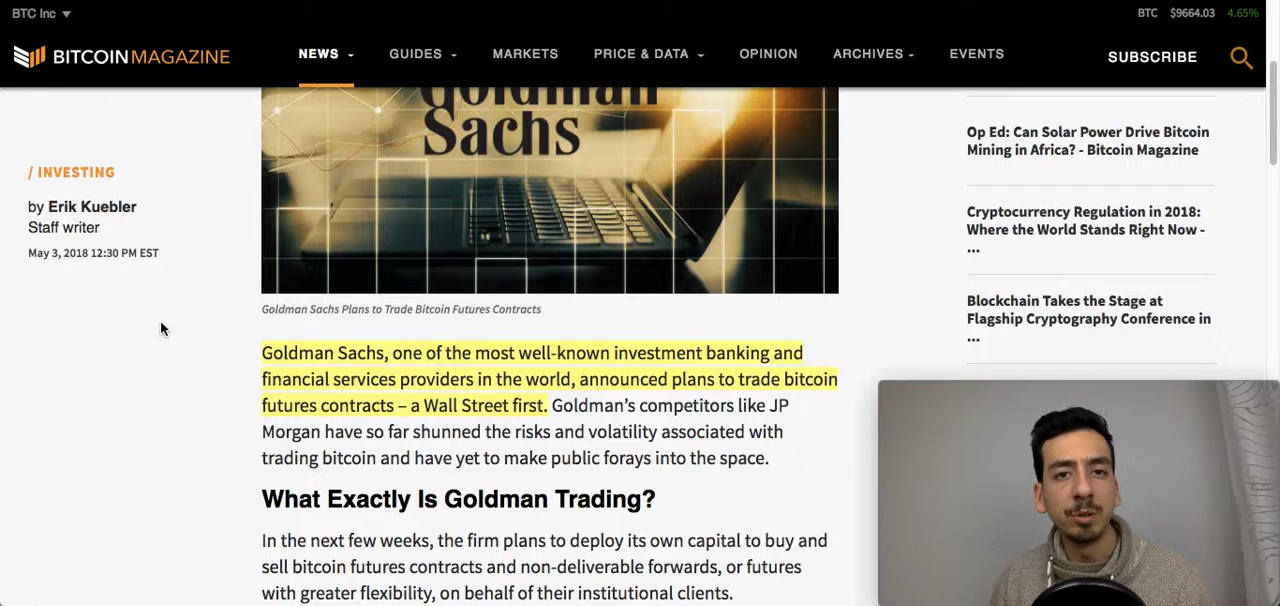 BTC Inc
BTC $9664.03 4.65%
BITCOINMAGAZINE
NEWS GUIDES MARKETS PRICE & DATA OPINION ARCHIVES EVENTS
SUBSCRIBE
goldman
Sachs
/ INVESTING
by Erik Kuebler
Staff writer
May 3, 2018 12:30 PM EST
Goldman Sachs Plans to Trade Bitcoin Futures Contracts
Goldman Sachs, one of the most well-known investment banking and
financial services providers in the world, announced plans to trade bitcoin
futures contracts – a Wall Street first. Goldman’s competitors like JP
Morgan have so far shunned the risks and volatility associated with
trading bitcoin and have yet to make public forays into the space.
What Exactly Is Goldman Trading?
In the next few weeks, the firm plans to deploy its own capital to buy and
sell bitcoin futures contracts and non-deliverable forwards, or futures
with greater flexibility, on behalf of their institutional clients.
Op Ed: Can Solar Power Drive Bitcoin
Mining in Africa? - Bitcoin Magazine
Cryptocurrency Regulation in 2018:
Where the World Stands Right Now -
...
Blockchain Takes the Stage at
Flagship Cryptography Conference in
...